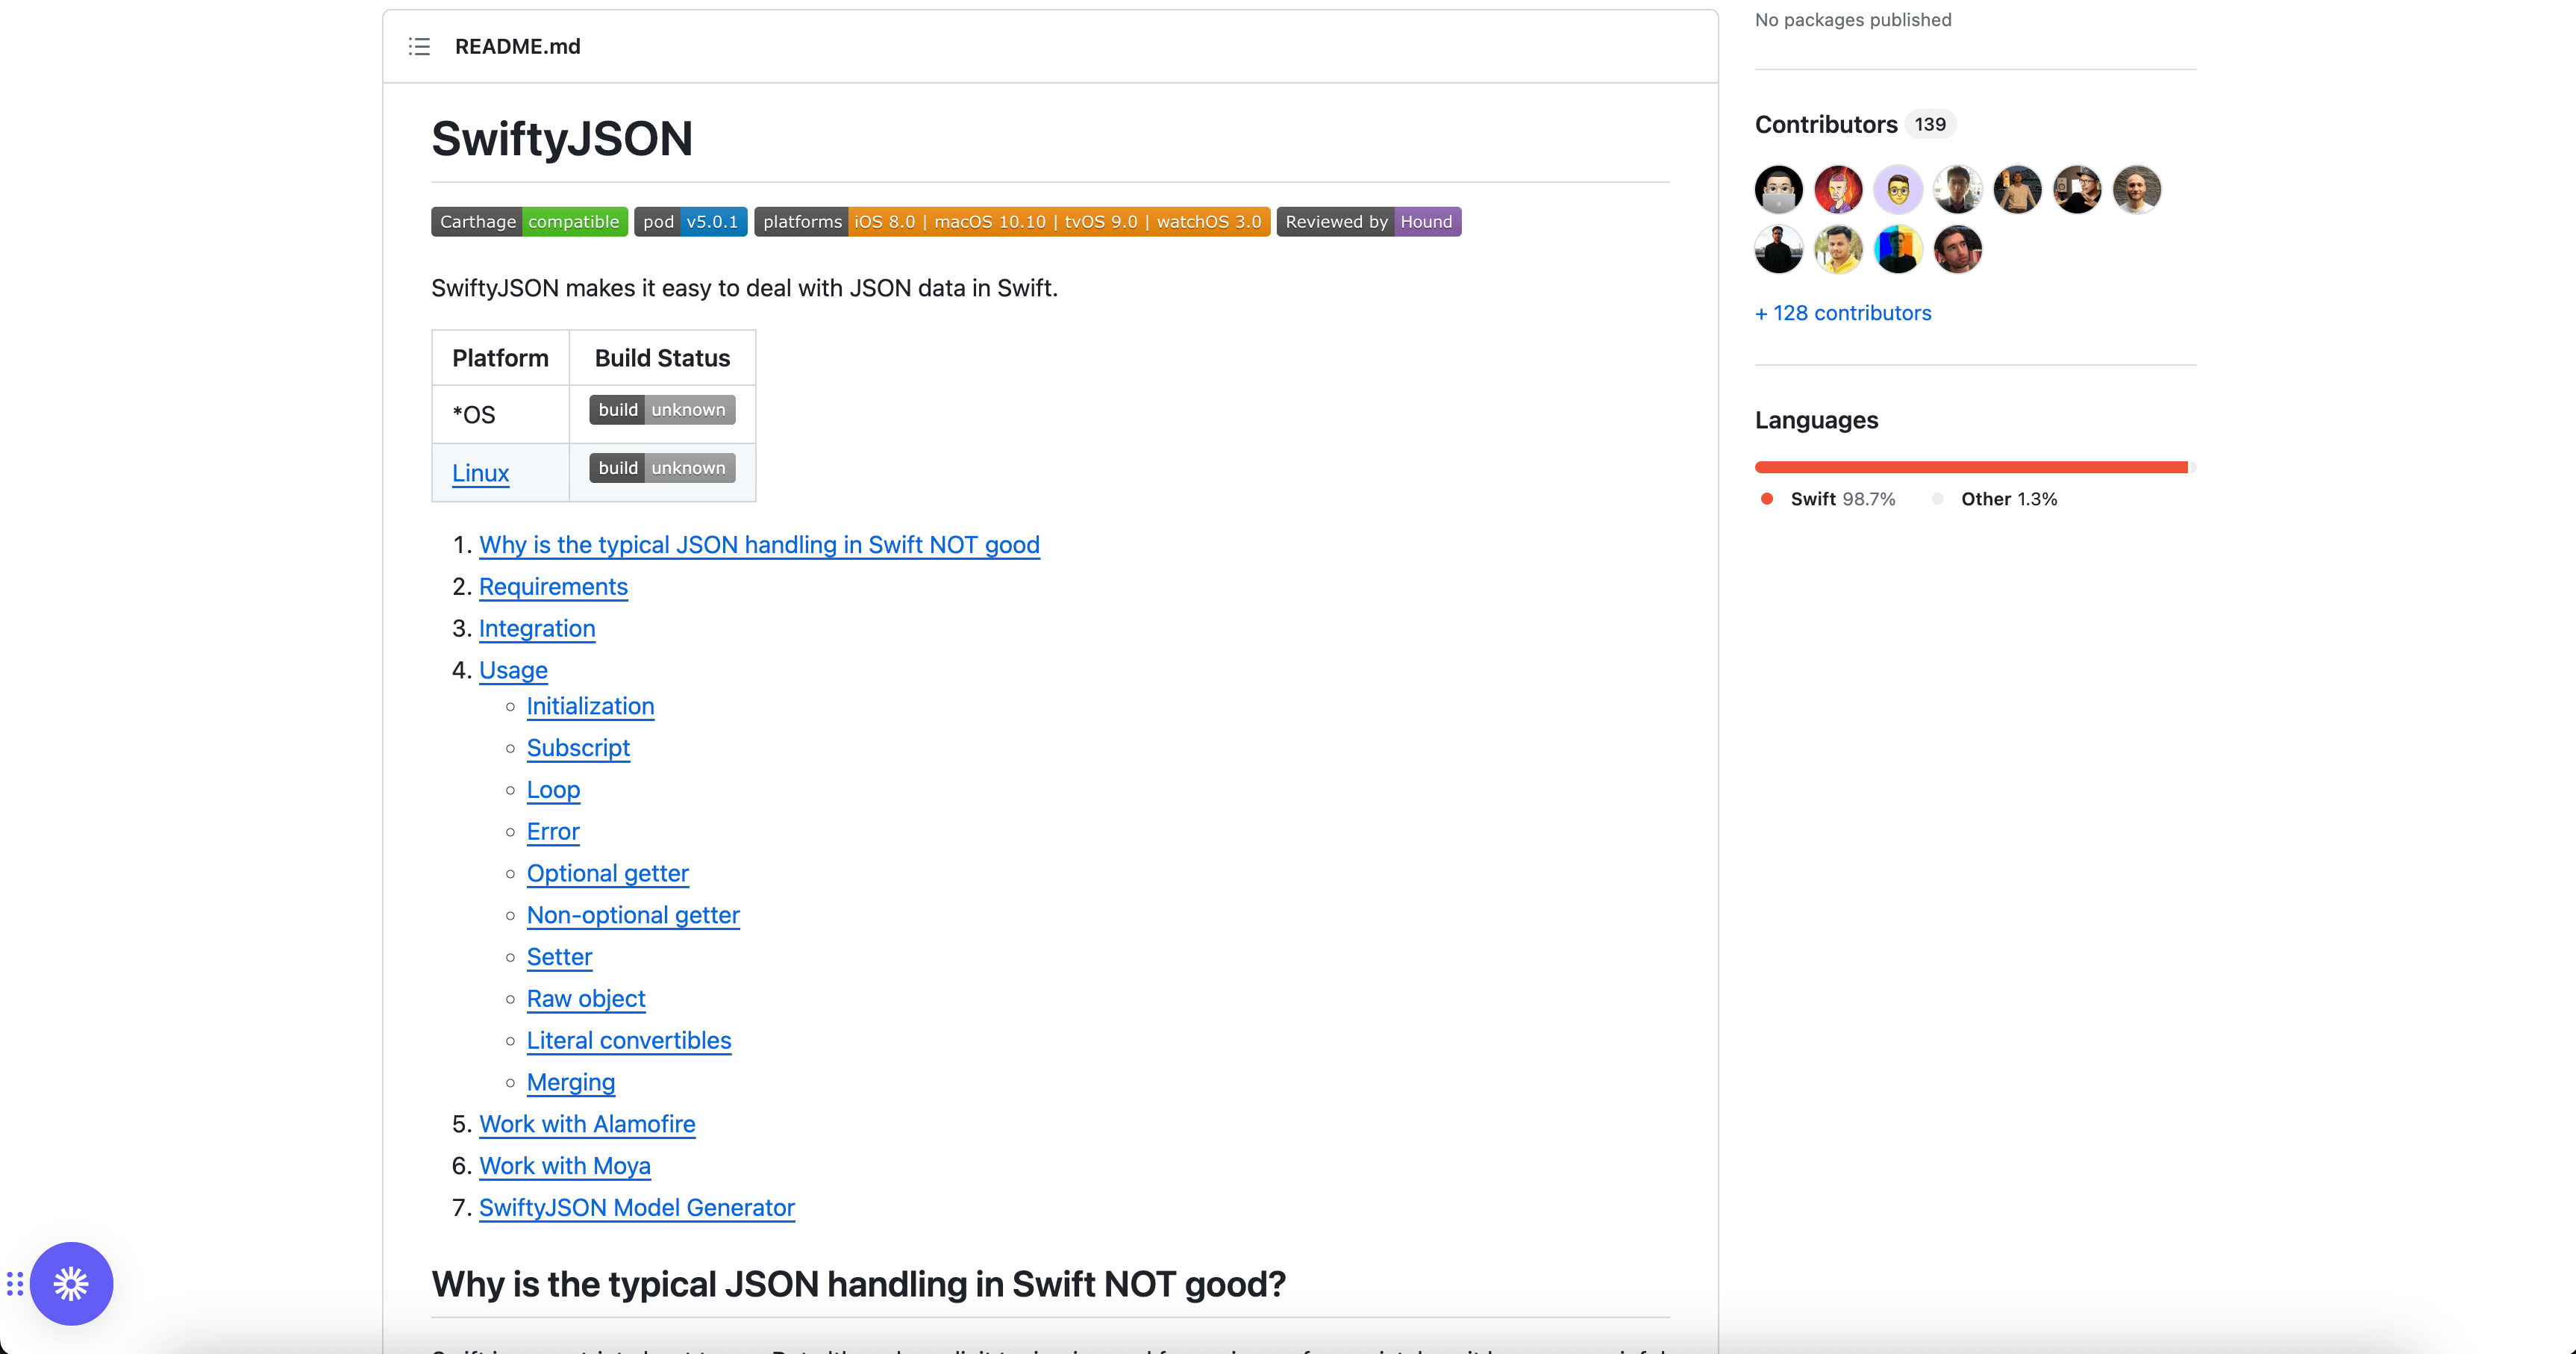 README.md
SwiftyJSON
Carthage compatible pod v5.0.1 platforms iOS 8.0 | macOS 10.10 | tvOS 9.0 | watchOS 3.0 Reviewed by Hound
SwiftyJSON makes it easy to deal with JSON data in Swift.
Platform Build Status
*OS build unknown
Linux build unknown
1. Why is the typical JSON handling in Swift NOT good
2. Requirements
3. Integration
4. Usage
Initialization
Subscript
Loop
Error
Optional getter
Non-optional getter
Setter
Raw object
Literal convertibles
Merging
5. Work with Alamofire
6. Work with Moya
7. SwiftyJSON Model Generator
Why is the typical JSON handling in Swift NOT good?
No packages published
Contributors 139
+ 128 contributors
Languages
Swift 98.7% Other 1.3%